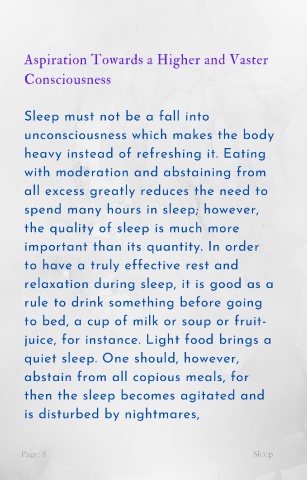 Aspiration Towards a Higher and Vaster
Consciousness
Sleep must not be a fall into
unconsciousness which makes the body
heavy instead of refreshing it. Eating
with moderation and abstaining from
all excess greatly reduces the need to
spend many hours in sleep; however,
the quality of sleep is much more
important than its quantity. In order
to have a truly effective rest and
relaxation during sleep, it is good as a
rule to drink something before going
to bed, a cup of milk or soup or fruit-
juice, for instance. Light food brings a
quiet sleep. One should, however,
abstain from all copious meals, for
then the sleep becomes agitated and
is disturbed by nightmares,
Page 8
Sleep